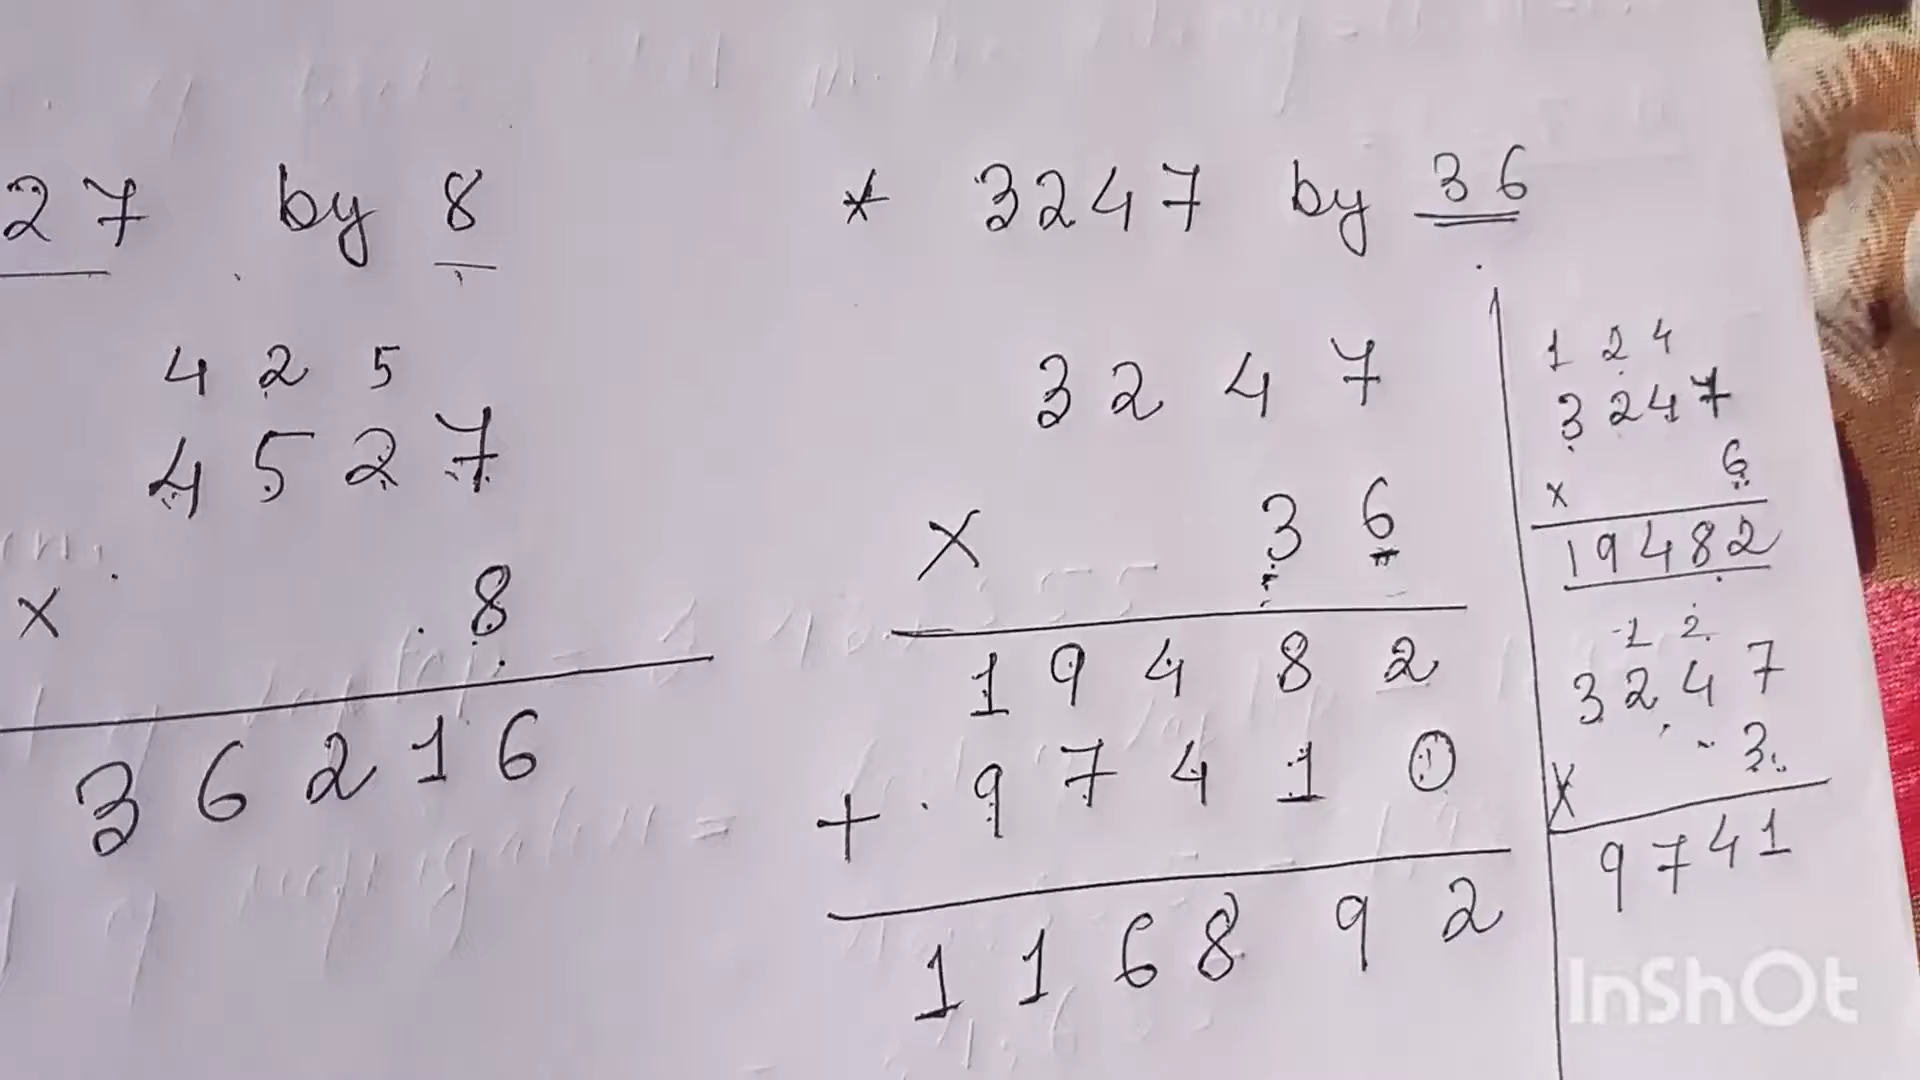 27 by 8
4 2 5
4 5 2 7
x 8
3 6 2 1 6
* 3247 by 36
3 2 4 7
x 3 6
1 9 4 8 2
+ 9 7 4 1 0
1 1 6 8 9 2
1 2 4
3 2 4 7
x 6
1 9 4 8 2
1 2
3 2 4 7
x 3
9 7 4 1
InShOt